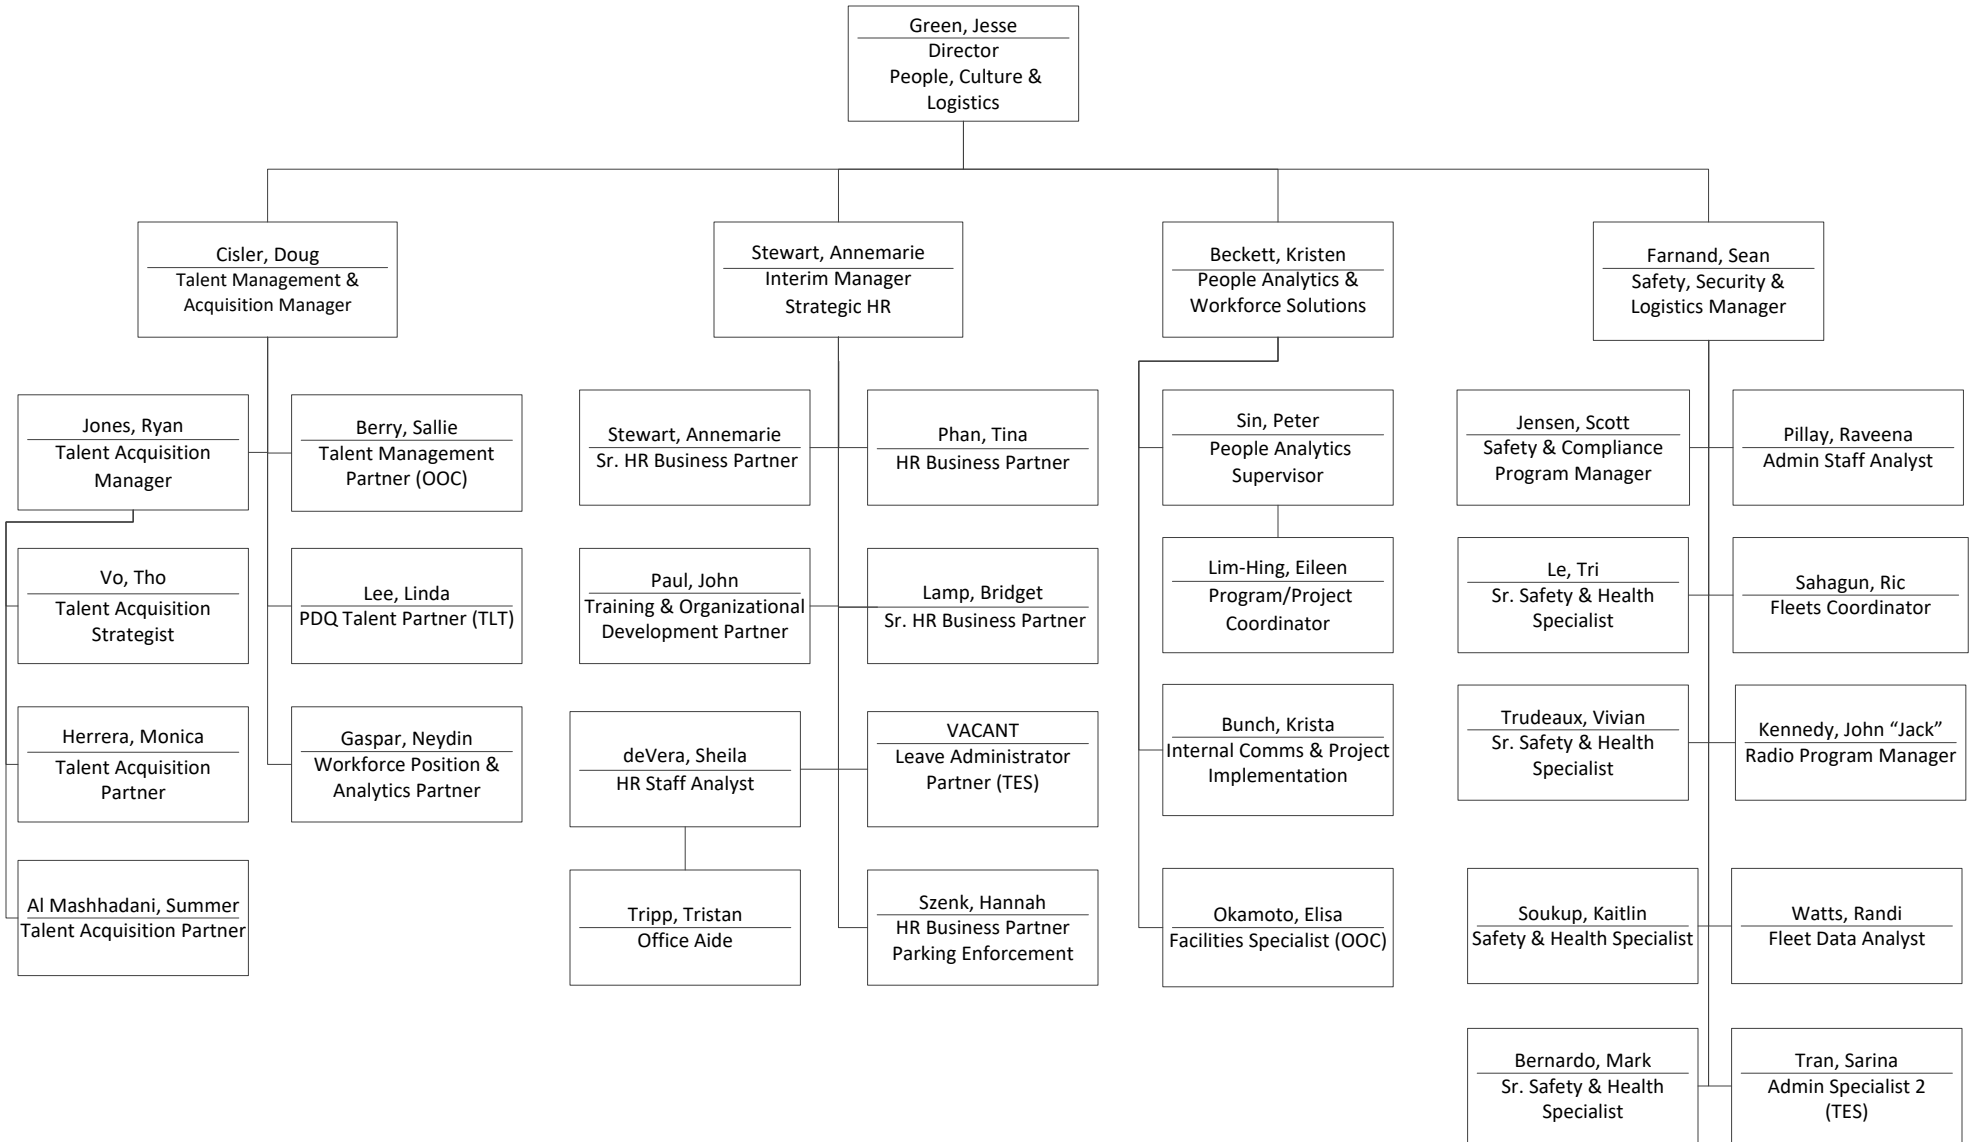 Green, Jesse
Director
People, Culture &
Logistics
Cisler, Doug
Talent Management &
Acquisition Manager
Stewart, Annemarie
Interim Manager
Strategic HR
Beckett, Kristen
People Analytics &
Workforce Solutions
Farnand, Sean
Safety, Security &
Logistics Manager
Jones, Ryan
Talent Acquisition
Manager
Berry, Sallie
Talent Management
Partner (OOC)
Stewart, Annemarie
Sr. HR Business Partner
Phan, Tina
HR Business Partner
Sin, Peter
People Analytics
Supervisor
Jensen, Scott
Safety & Compliance
Program Manager
Pillay, Raveena
Admin Staff Analyst
Vo, Tho
Talent Acquisition
Strategist
Lee, Linda
PDQ Talent Partner (TLT)
Paul, John
Training & Organizational
Development Partner
Lamp, Bridget
Sr. HR Business Partner
Lim-Hing, Eileen
Program/Project
Coordinator
Le, Tri
Sr. Safety & Health
Specialist
Sahagun, Ric
Fleets Coordinator
Herrera, Monica
Talent Acquisition
Partner
Gaspar, Neydin
Workforce Position &
Analytics Partner
deVera, Sheila
HR Staff Analyst
VACANT
Leave Administrator
Partner (TES)
Bunch, Krista
Internal Comms & Project
Implementation
Trudeaux, Vivian
Sr. Safety & Health
Specialist
Kennedy, John “Jack”
Radio Program Manager
Al Mashhadani, Summer
Talent Acquisition Partner
Tripp, Tristan
Office Aide
Szenk, Hannah
HR Business Partner
Parking Enforcement
Okamoto, Elisa
Facilities Specialist (OOC)
Soukup, Kaitlin
Safety & Health Specialist
Watts, Randi
Fleet Data Analyst
Bernardo, Mark
Sr. Safety & Health
Specialist
Tran, Sarina
Admin Specialist 2
(TES)